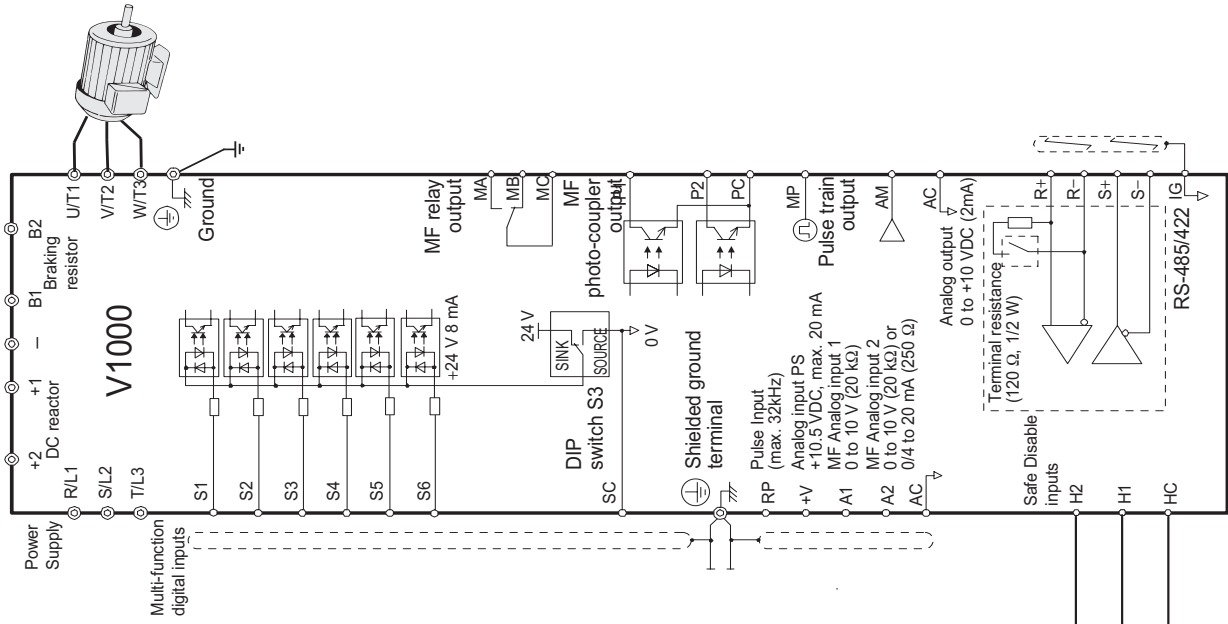 V1000
Power
Supply
R/L1
S/L2
T/L3
+2
+1
−
B1
B2
DC reactor
Braking
resistor
U/T1
V/T2
W/T3
Ground
Multi-function
digital inputs
S1
S2
S3
S4
S5
S6
+24 V 8 mA
DIP
switch S3
24 V
SINK
SOURCE
0 V
SC
Shielded ground
terminal
MF relay
output
MA
MB
MC
MF
photo-coupler
output
P2
PC
MP
Pulse train
output
AM
AC
Analog output
0 to +10 VDC (2mA)
RP
Pulse Input
(max. 32kHz)
+V
Analog input PS
+10.5 VDC, max. 20 mA
A1
MF Analog input 1
0 to 10 V (20 kΩ)
A2
MF Analog input 2
0 to 10 V (20 kΩ) or
0/4 to 20 mA (250 Ω)
AC
Terminal resistance
(120 Ω, 1/2 W)
R+
R−
S+
S−
IG
RS-485/422
Safe Disable
inputs
H2
H1
HC